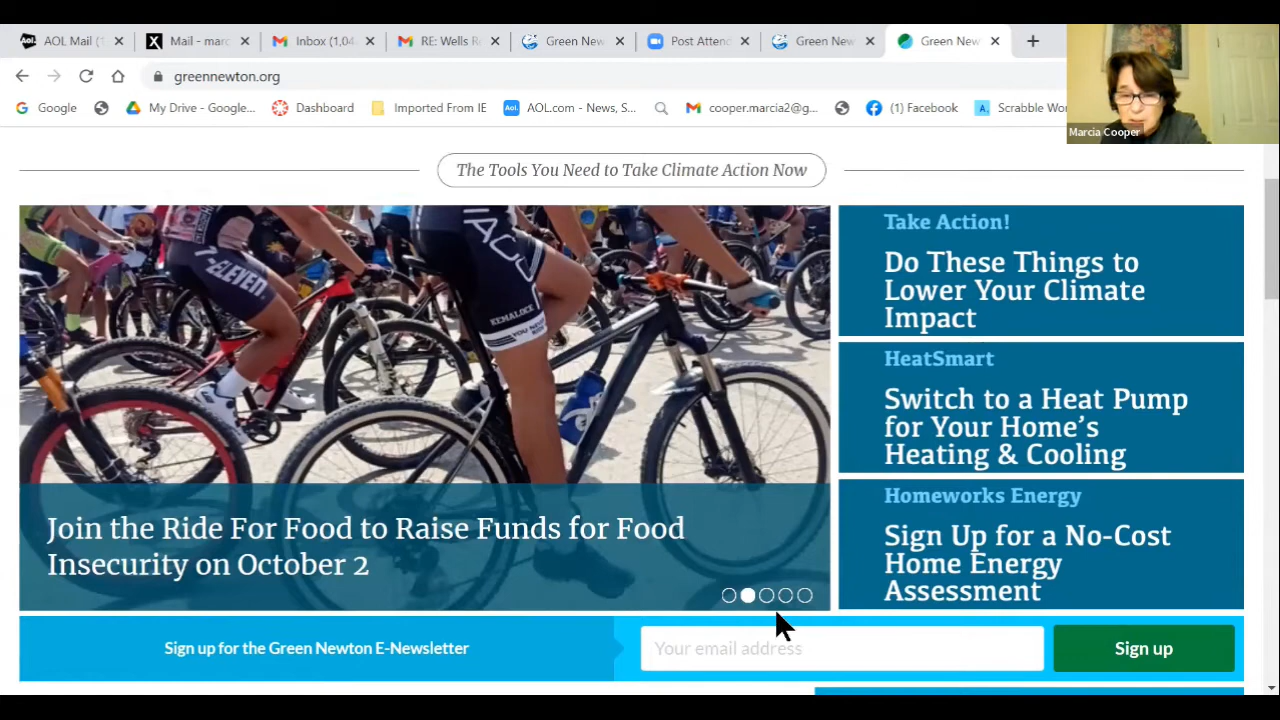 AOL Mail (
Mail - marc
Inbox (1,04
RE: Wells R
Green New
Post Attend
Green New
Green New
greennewton.org
Google
My Drive - Google...
Dashboard
Imported From IE
AOL.com - News, S...
cooper.marcia2@g...
(1) Facebook
Scrabble Wo
Marcia Cooper
The Tools You Need to Take Climate Action Now
7-ELEVEN
KEMALOCK
Join the Ride For Food to Raise Funds for Food
Insecurity on October 2
Take Action!
Do These Things to
Lower Your Climate
Impact
HeatSmart
Switch to a Heat Pump
for Your Home's
Heating & Cooling
Homeworks Energy
Sign Up for a No-Cost
Home Energy
Assessment
Sign up for the Green Newton E-Newsletter
Your email address
Sign up